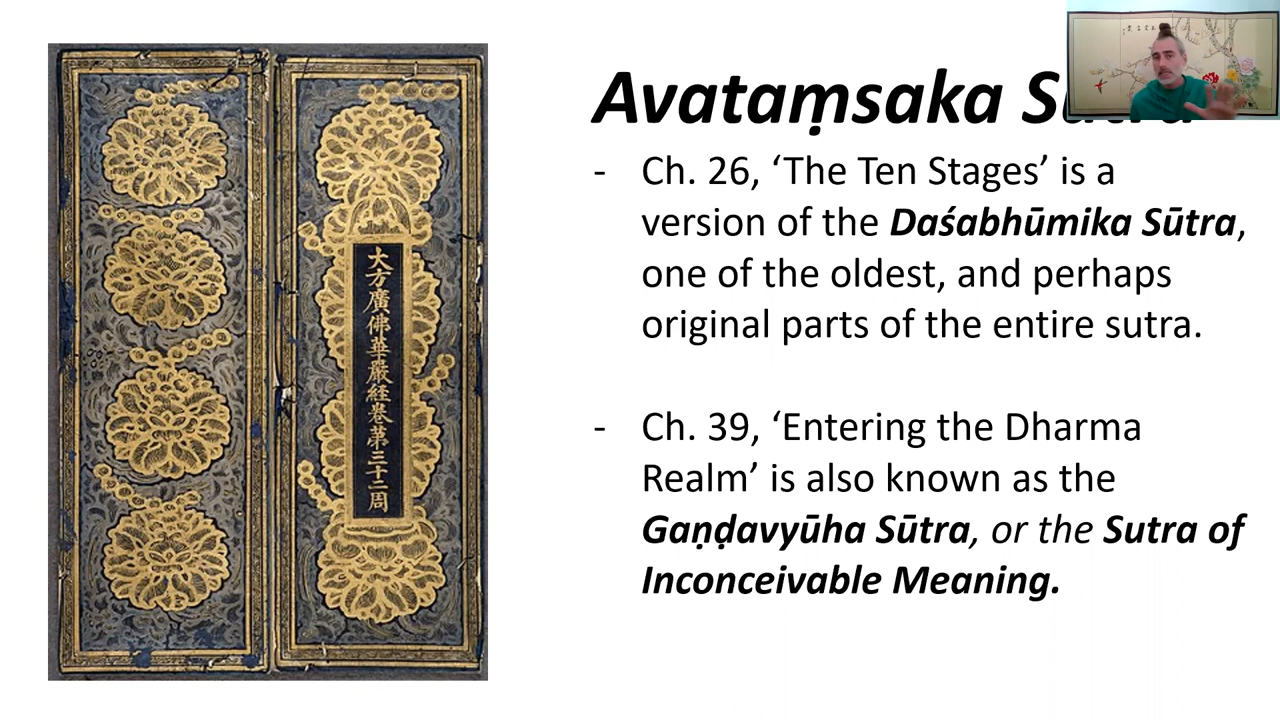 大方廣佛華嚴經卷第三十二周
Avataṃsaka
- Ch. 26, ‘The Ten Stages’ is a
version of the Daśabhūmika Sūtra,
one of the oldest, and perhaps
original parts of the entire sutra.
- Ch. 39, ‘Entering the Dharma
Realm’ is also known as the
Gaṇḍavyūha Sūtra, or the Sutra of
Inconceivable Meaning.